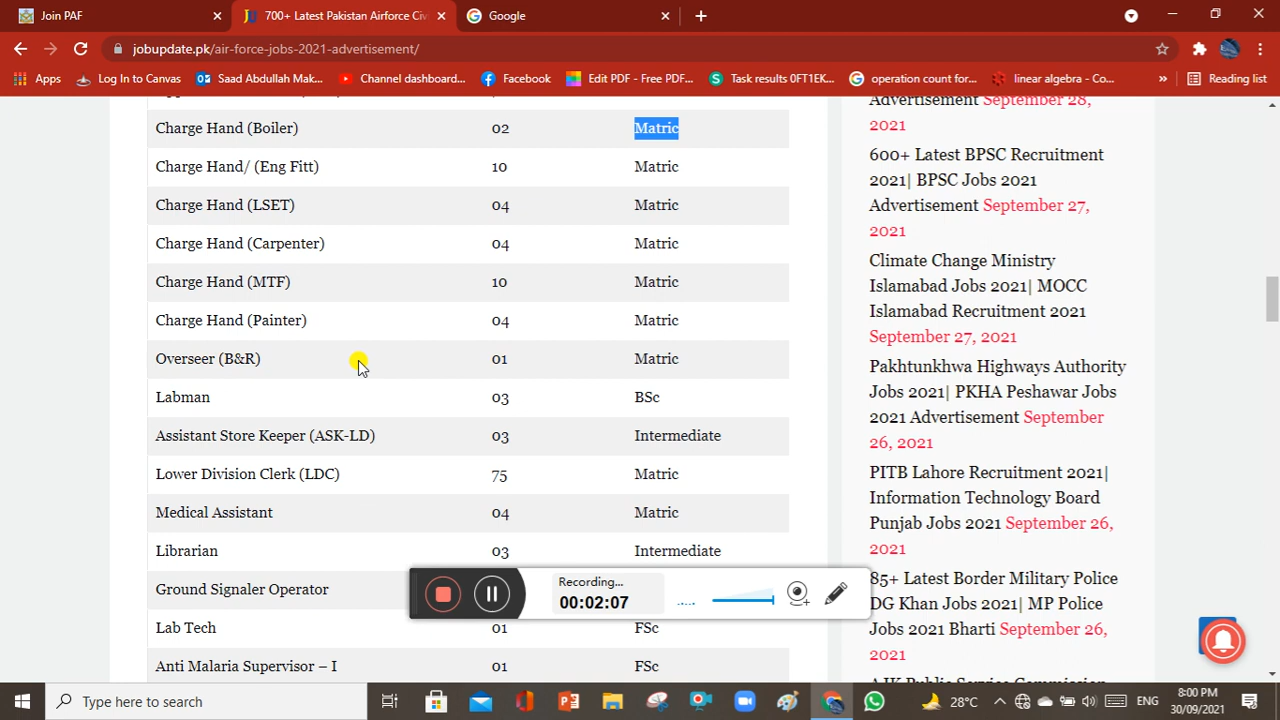 Join PAF
700+ Latest Pakistan Airforce Civ
Google
jobupdate.pk/air-force-jobs-2021-advertisement/
Apps
Log In to Canvas
Saad Abdullah Mak...
Channel dashboard...
Facebook
Edit PDF - Free PDF...
Task results 0FT1EK...
operation count for...
linear algebra - Co...
»
Reading list
Charge Hand (Boiler) 02 Matric
Charge Hand/ (Eng Fitt) 10 Matric
Charge Hand (LSET) 04 Matric
Charge Hand (Carpenter) 04 Matric
Charge Hand (MTF) 10 Matric
Charge Hand (Painter) 04 Matric
Overseer (B&R) 01 Matric
Labman 03 BSc
Assistant Store Keeper (ASK-LD) 03 Intermediate
Lower Division Clerk (LDC) 75 Matric
Medical Assistant 04 Matric
Librarian 03 Intermediate
Ground Signaler Operator
Lab Tech 01 FSc
Anti Malaria Supervisor – I 01 FSc
Advertisement September 28,
2021
600+ Latest BPSC Recruitment
2021| BPSC Jobs 2021
Advertisement September 27,
2021
Climate Change Ministry
Islamabad Jobs 2021| MOCC
Islamabad Recruitment 2021
September 27, 2021
Pakhtunkhwa Highways Authority
Jobs 2021| PKHA Peshawar Jobs
2021 Advertisement September
26, 2021
PITB Lahore Recruitment 2021|
Information Technology Board
Punjab Jobs 2021 September 26,
2021
85+ Latest Border Military Police
DG Khan Jobs 2021| MP Police
Jobs 2021 Bharti September 26,
2021
Recording...
00:02:07
Type here to search
28°C
ENG
8:00 PM
30/09/2021